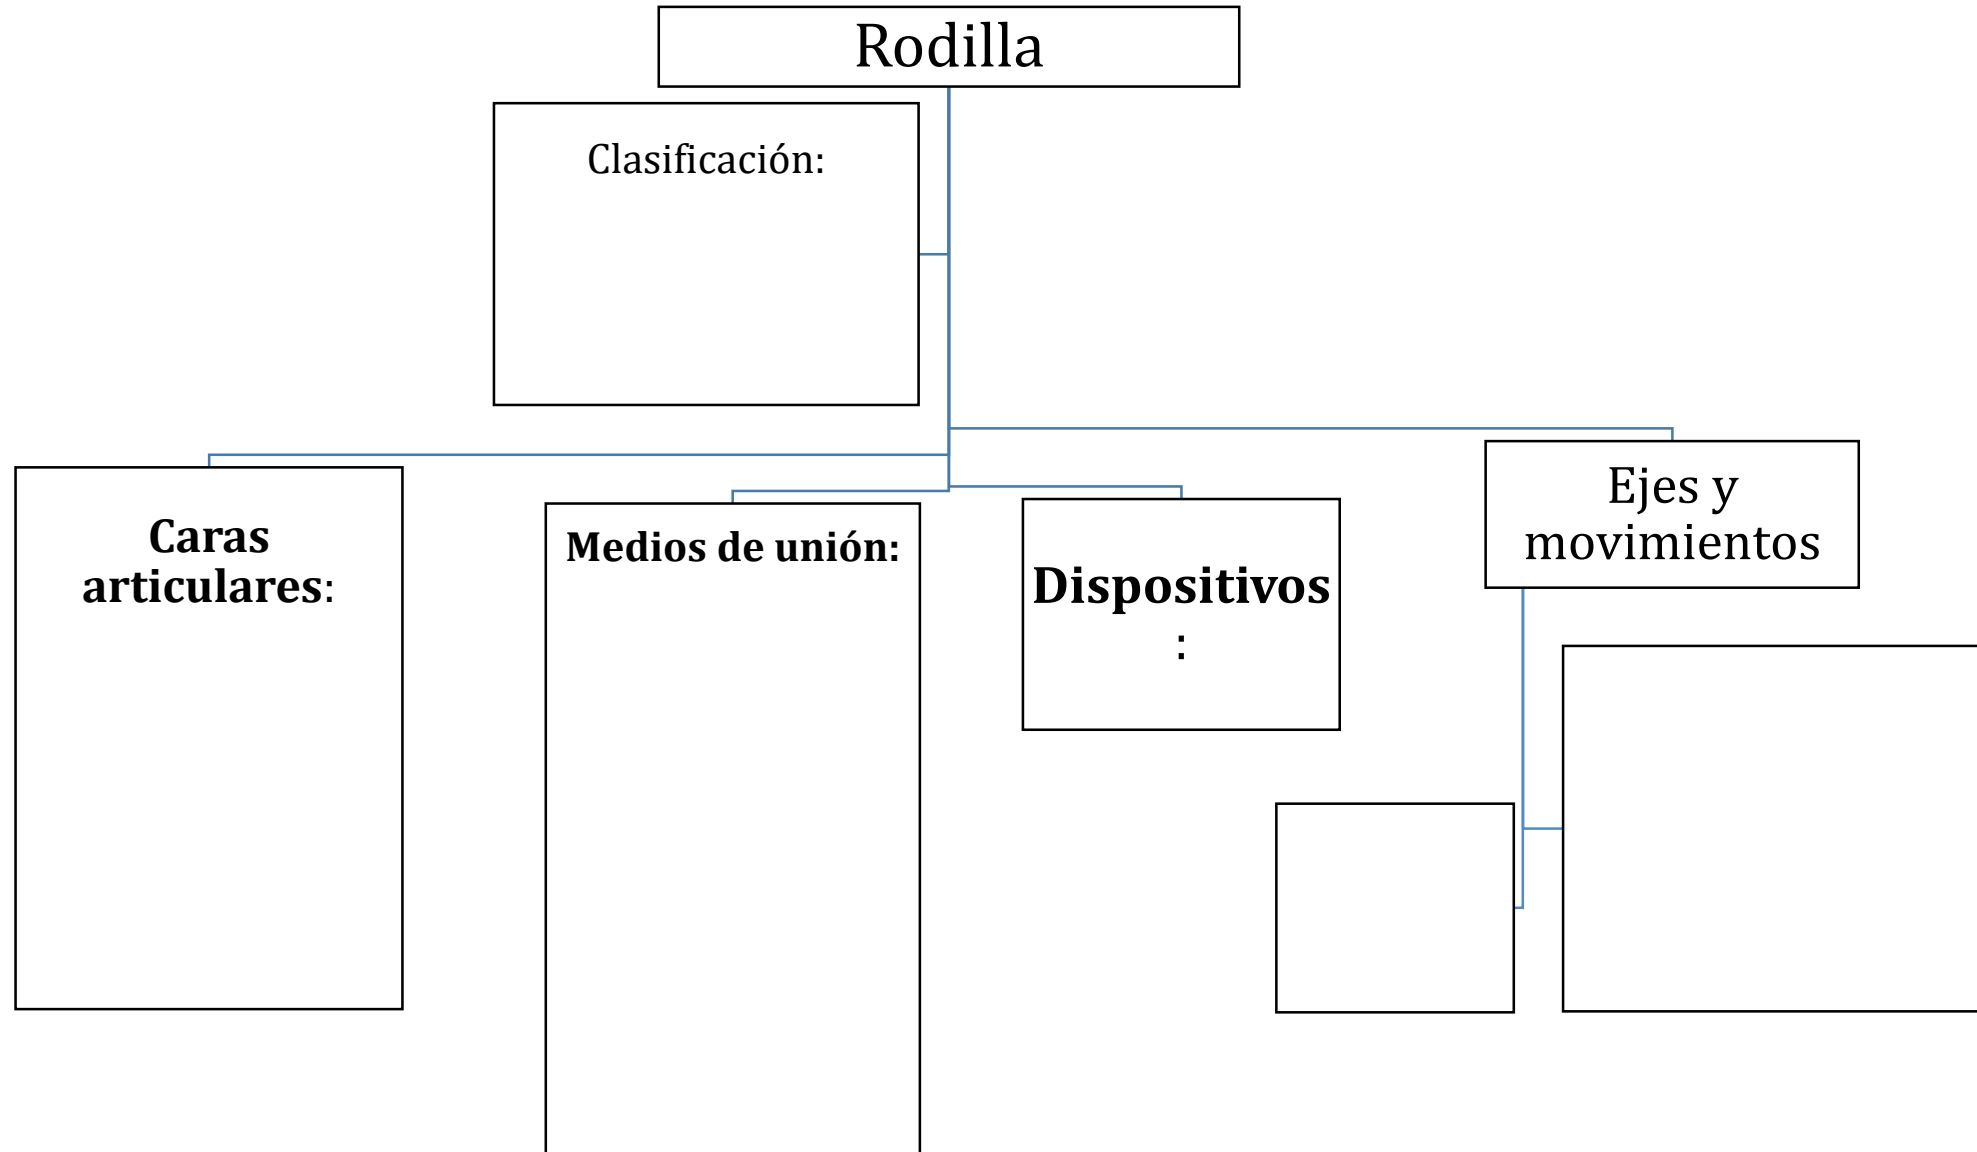 Rodilla
Clasificación:
Caras
articulares:
Medios de unión:
Dispositivos
:
Ejes y
movimientos